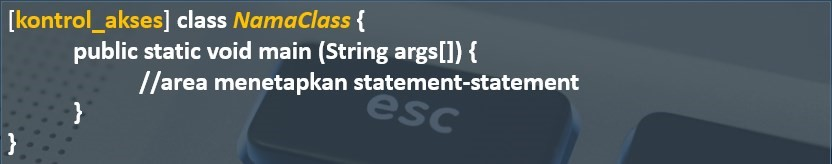 [kontrol_akses] class NamaClass {
public static void main (String args[]) {
//area menetapkan statement-statement
}
}
esc